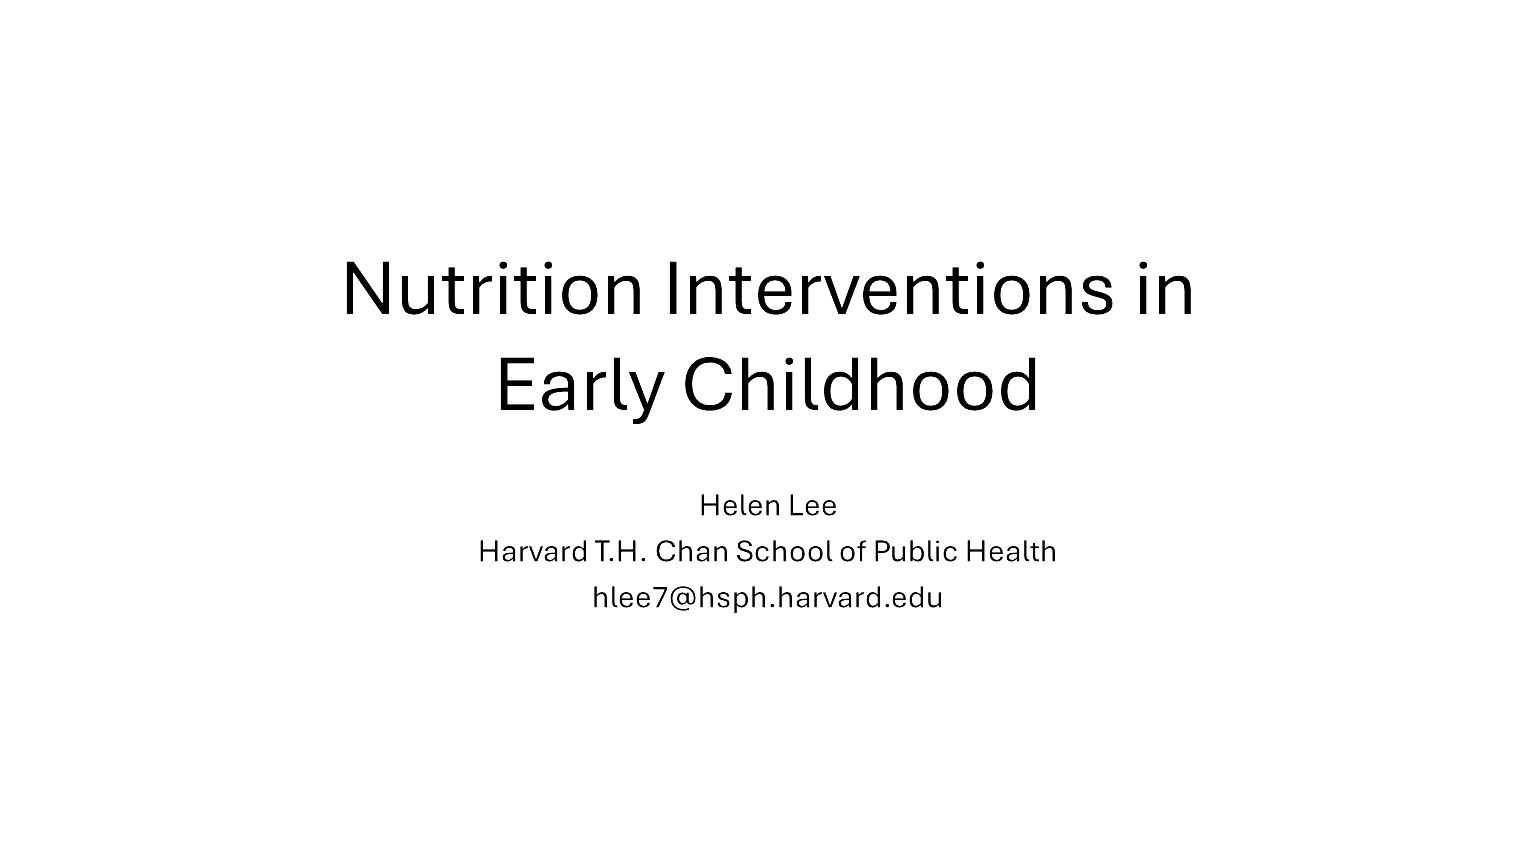 Nutrition Interventions in
Early Childhood
Helen Lee
Harvard T.H. Chan School of Public Health
hlee7@hsph.harvard.edu